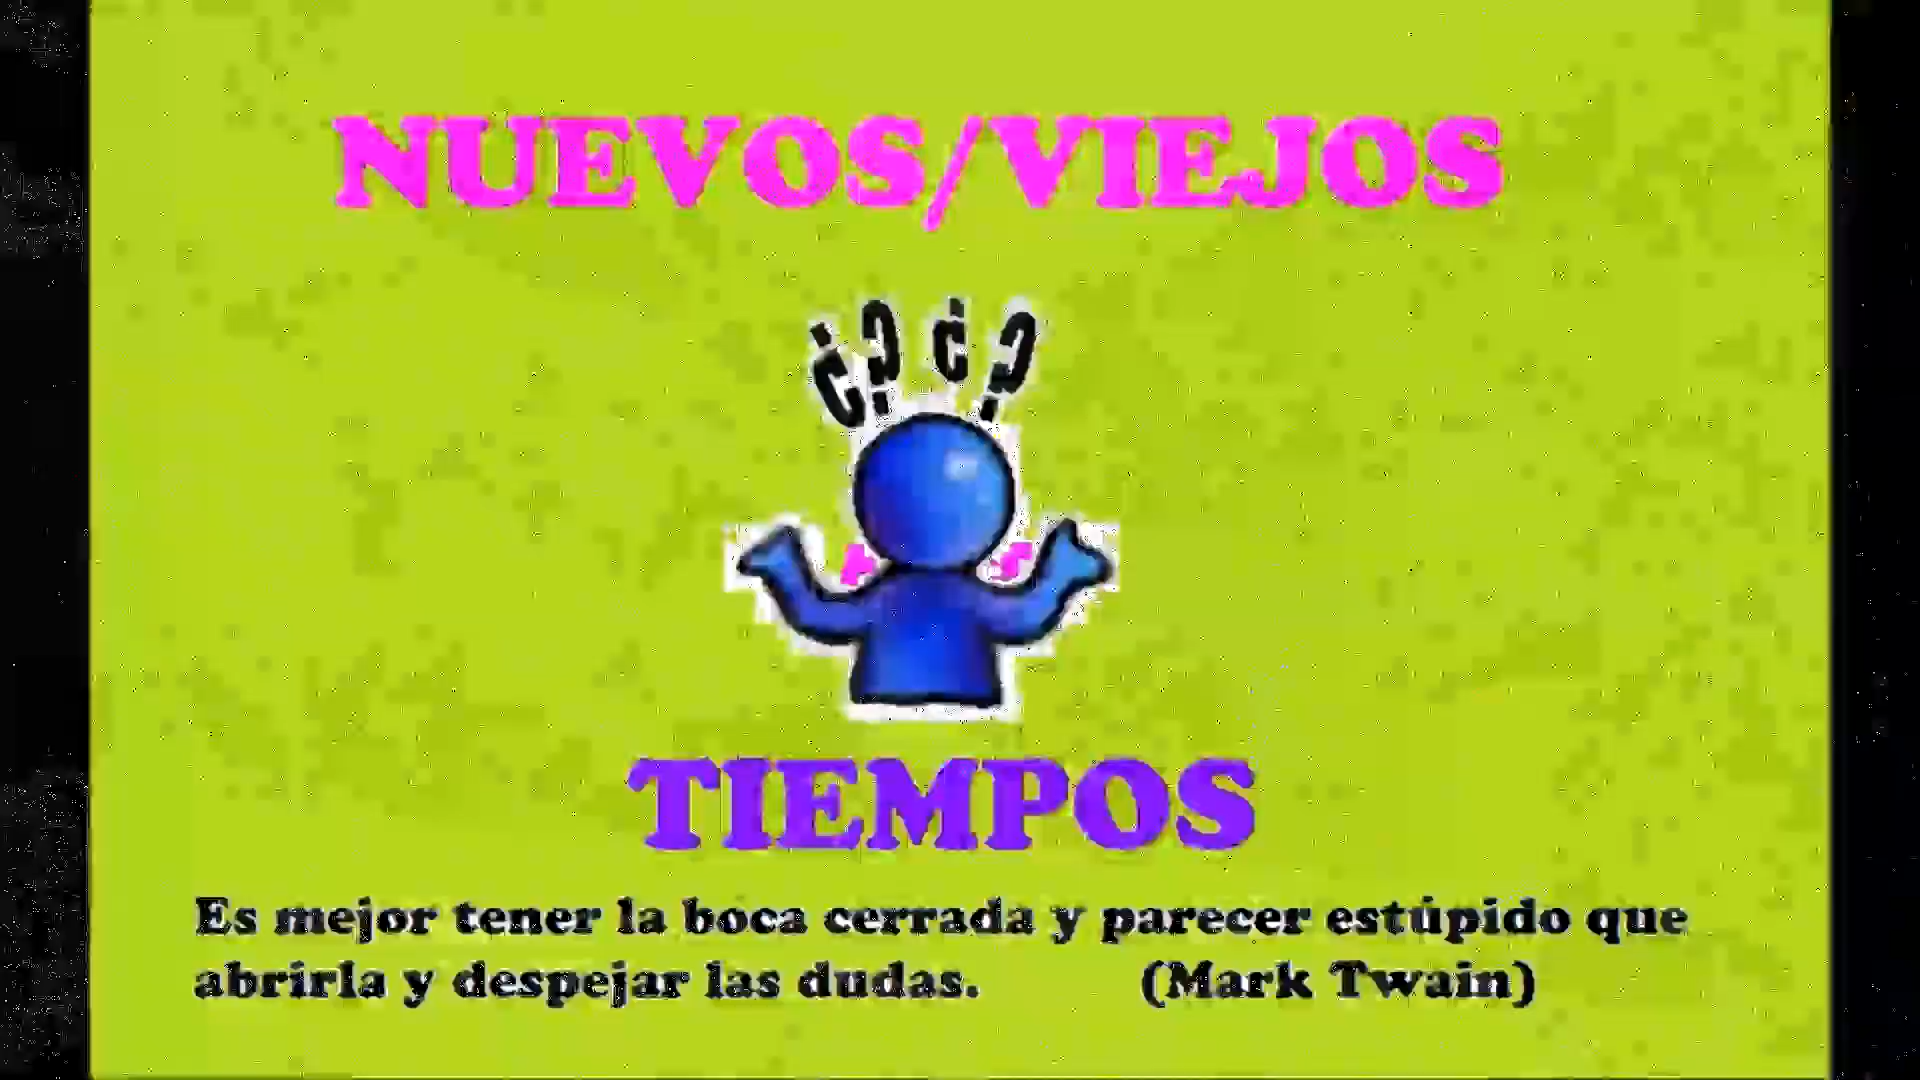 NUEVOS/VIEJOS
¿? ¿?
TIEMPOS
Es mejor tener la boca cerrada y parecer estúpido que
abrirla y despejar las dudas. (Mark Twain)